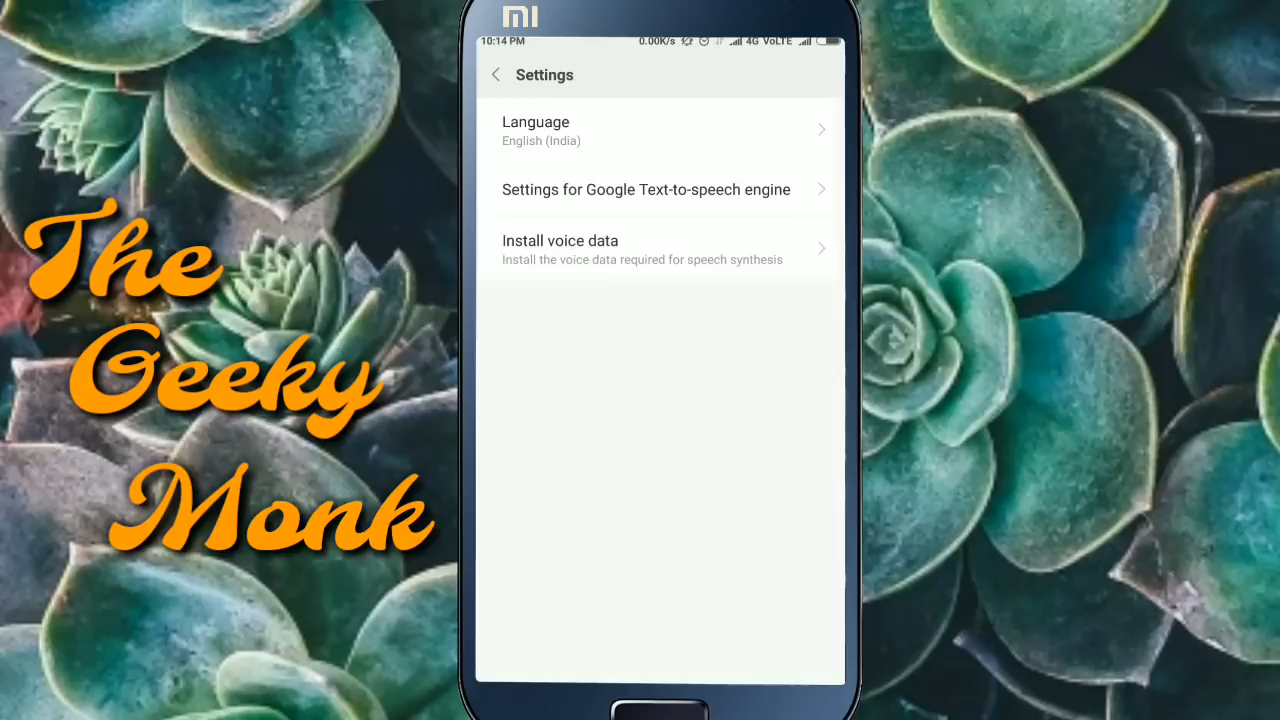 The
Geeky
Monk
MI
10:14 PM 0.00K/s 4G VoLTE
Settings
Language
English (India)
Settings for Google Text-to-speech engine
Install voice data
Install the voice data required for speech synthesis